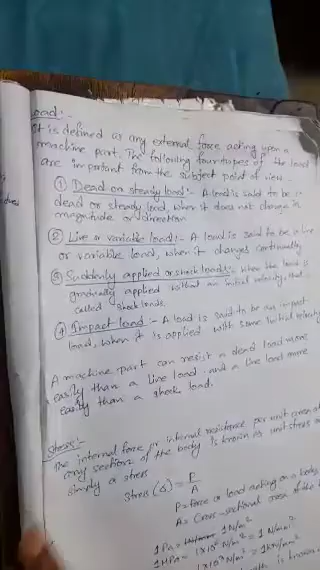 Load:-
It is defined as any external force acting upon a
machine part. The following four types of the load
are important from the subject point of view-
① Dead or steady load:- A load is said to be
dead or steady load, when it does not change in
magnitude or direction
② Live or variable load:- A load is said to be a live
or variable load, when it changes continually
③ Suddenly applied or shock loads:- When the load
gradually applied without an initial velocity, that
called shock loads
④ Impact load:- A load is said to be an impact
load, when it is applied with some initial velocity
A machine part can resist a dead load more
easily than a live load and a live load more
easily than a shock load.
Stress:-
The internal force or internal resistance per unit area at
any section of the body is known as unit stress or
simply a stress
Stress (σ) = P/A
P = force or load acting on a body
A = Cross-sectional area of the
1 Pa = 1 N/m²
1 MPa = 1×10⁶ N/m² = 1 N/mm²
1×10⁹ N/m² = 1 kN/mm²
is known